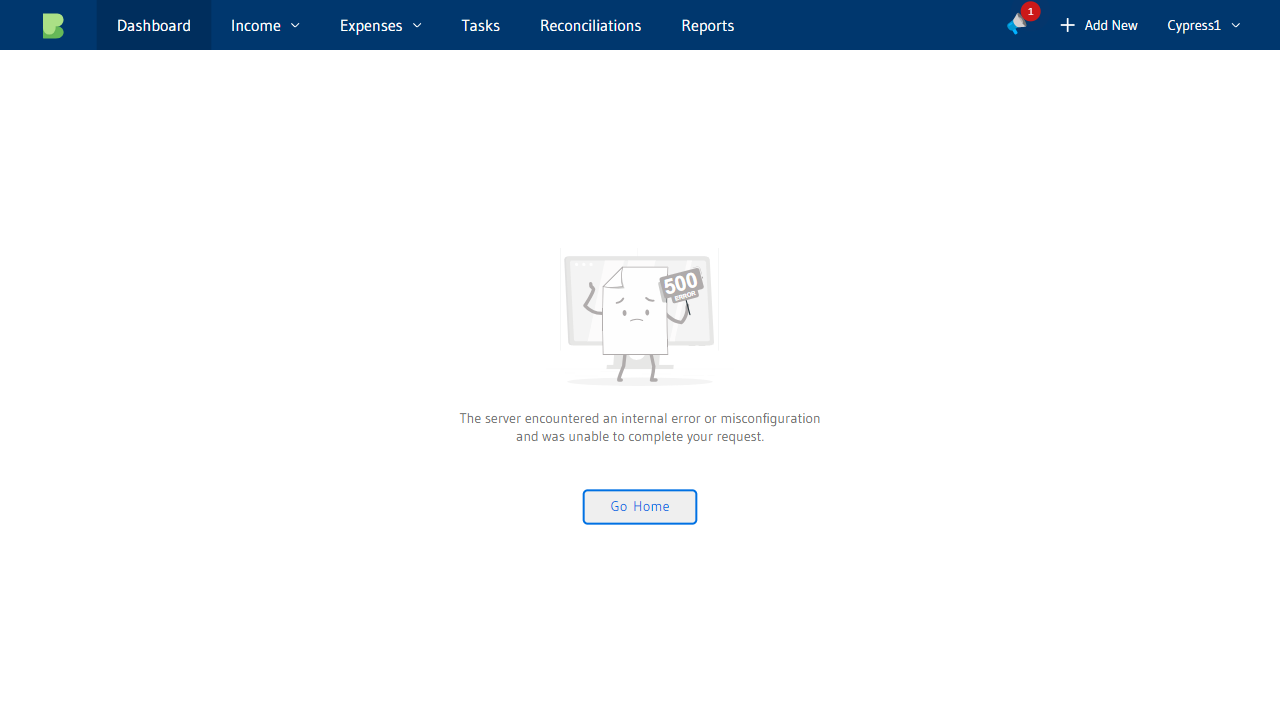 Dashboard
Income
Expenses
Tasks
Reconciliations
Reports
1
Add New
Cypress1
500
ERROR
The server encountered an internal error or misconfiguration
and was unable to complete your request.
Go Home